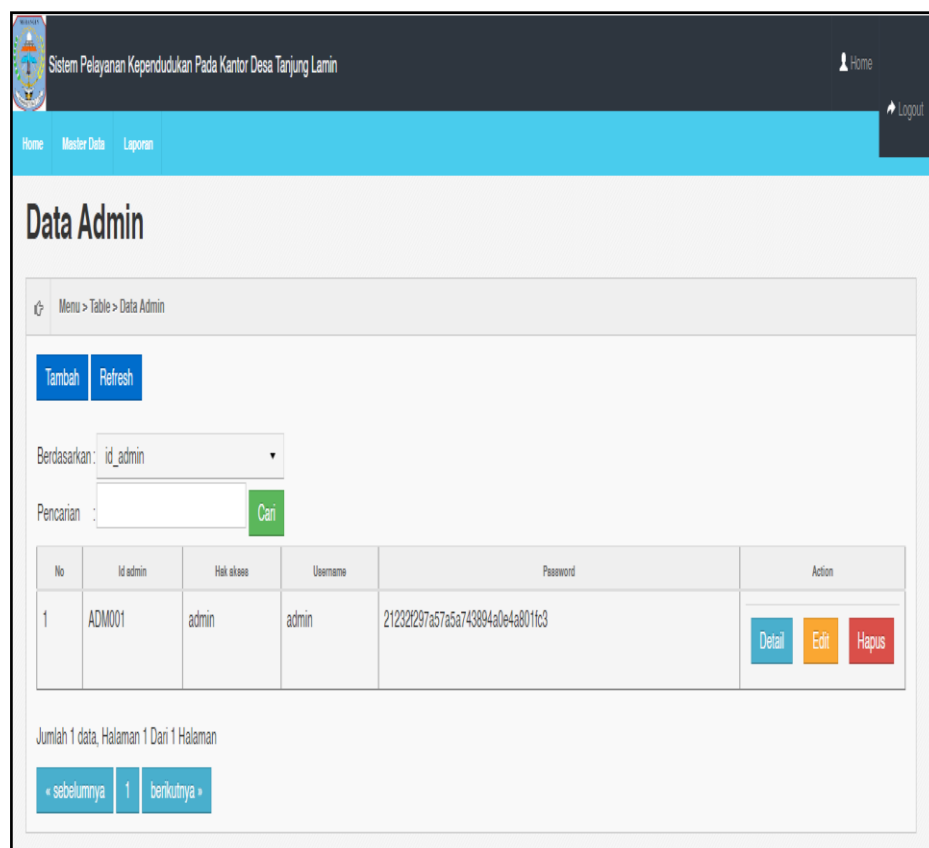 Sistem Pelayanan Kependudukan Pada Kantor Desa Tanjung Lamin
Home
Logout
Home Master Data Laporan
Data Admin
Menu > Table > Data Admin
Tambah Refresh
Berdasarkan : id_admin
Pencarian : Cari
No Id admin Hak akses Username Password Action
1 ADM001 admin admin 21232f297a57a5a743894a0e4a801fc3 Detail Edit Hapus
Jumlah 1 data, Halaman 1 Dari 1 Halaman
« sebelumnya 1 berikutnya »